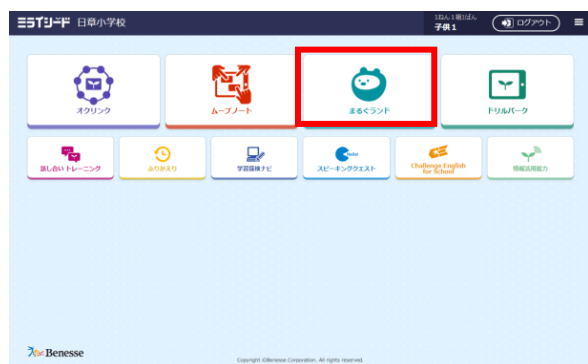 ミライシード 日章小学校
1ねん1組1ばん
子供1
ログアウト
オクリンク
ムーブノート
まるぐランド
ドリルパーク
話し合いトレーニング
ふりかえり
学習探検ナビ
スピーキングクエスト
Challenge English for School
情報活用能力
Benesse
Copyright ©Benesse Corporation. All rights reserved.